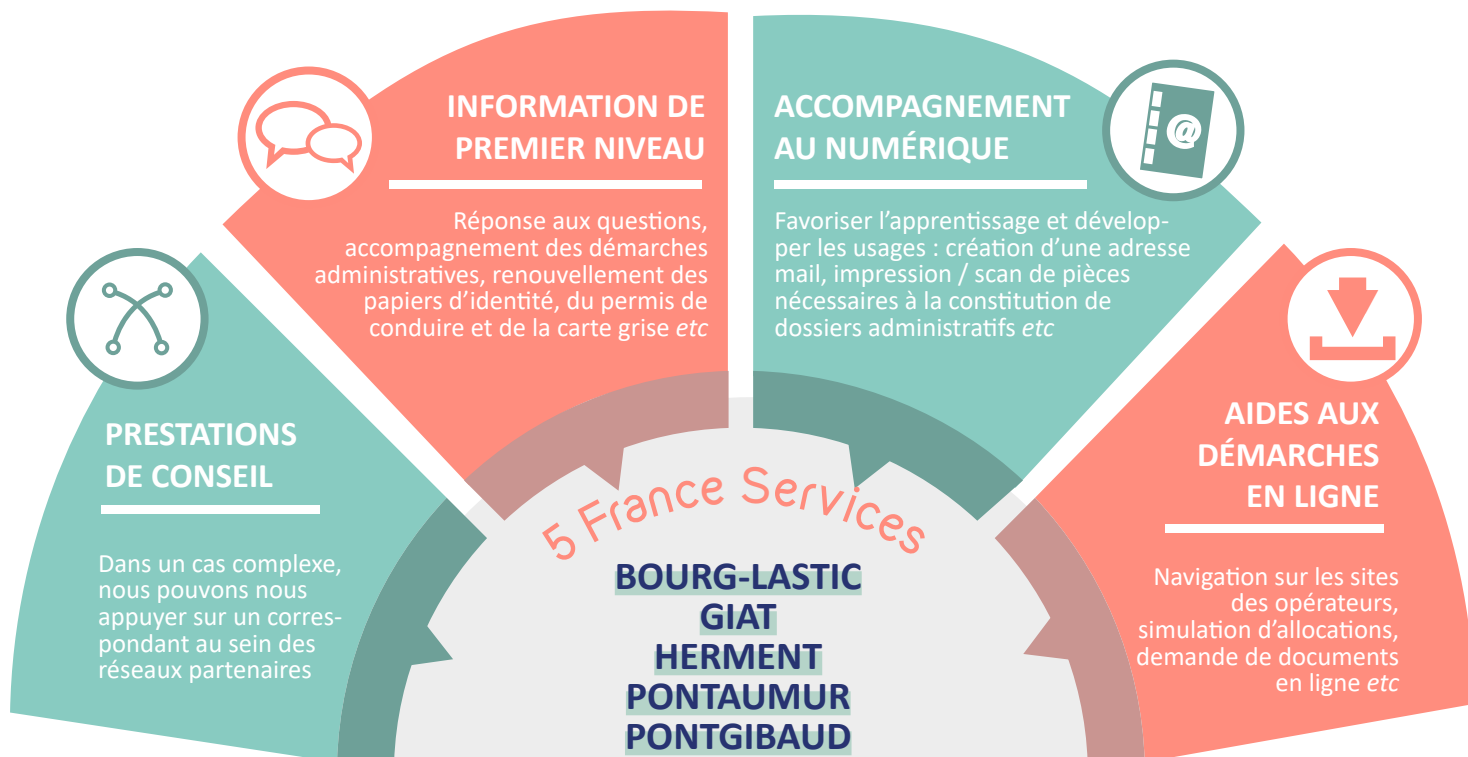 INFORMATION DE
PREMIER NIVEAU
Réponse aux questions,
accompagnement des démarches
administratives, renouvellement des
papiers d'identité, du permis de
conduire et de la carte grise etc
ACCOMPAGNEMENT
AU NUMÉRIQUE
Favoriser l'apprentissage et dévelop-
per les usages : création d'une adresse
mail, impression / scan de pièces
nécessaires à la constitution de
dossiers administratifs etc
@
PRESTATIONS
DE CONSEIL
Dans un cas complexe,
nous pouvons nous
appuyer sur un corres-
pondant au sein des
réseaux partenaires
AIDES AUX
DÉMARCHES
EN LIGNE
Navigation sur les sites
des opérateurs,
simulation d'allocations,
demande de documents
en ligne etc
5 France Services
BOURG-LASTIC
GIAT
HERMENT
PONTAUMUR
PONTGIBAUD